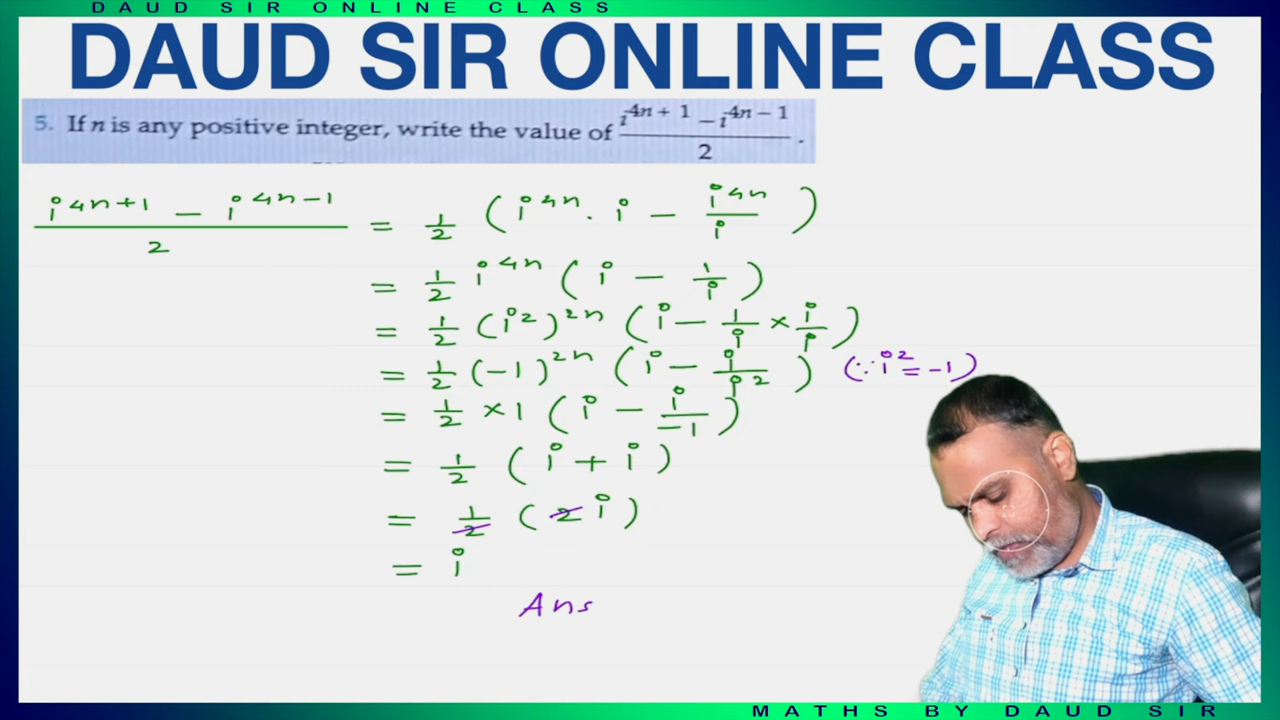 DAUD SIR ONLINE CLASS
DAUD SIR ONLINE CLASS
5. If n is any positive integer, write the value of (i^{4n + 1} – i^{4n – 1})/2 .
(i^{4n+1} – i^{4n–1})/2 = 1/2 (i^{4n} . i – i^{4n}/i)
= 1/2 i^{4n} (i – 1/i)
= 1/2 (i^2)^{2n} (i – 1/i × i/i)
= 1/2 (-1)^{2n} (i – i/i^2) (∵ i^2 = -1)
= 1/2 × 1 (i – i/-1)
= 1/2 (i + i)
= 1/2 (2i)
= i
Ans
MATHS BY DAUD SIR